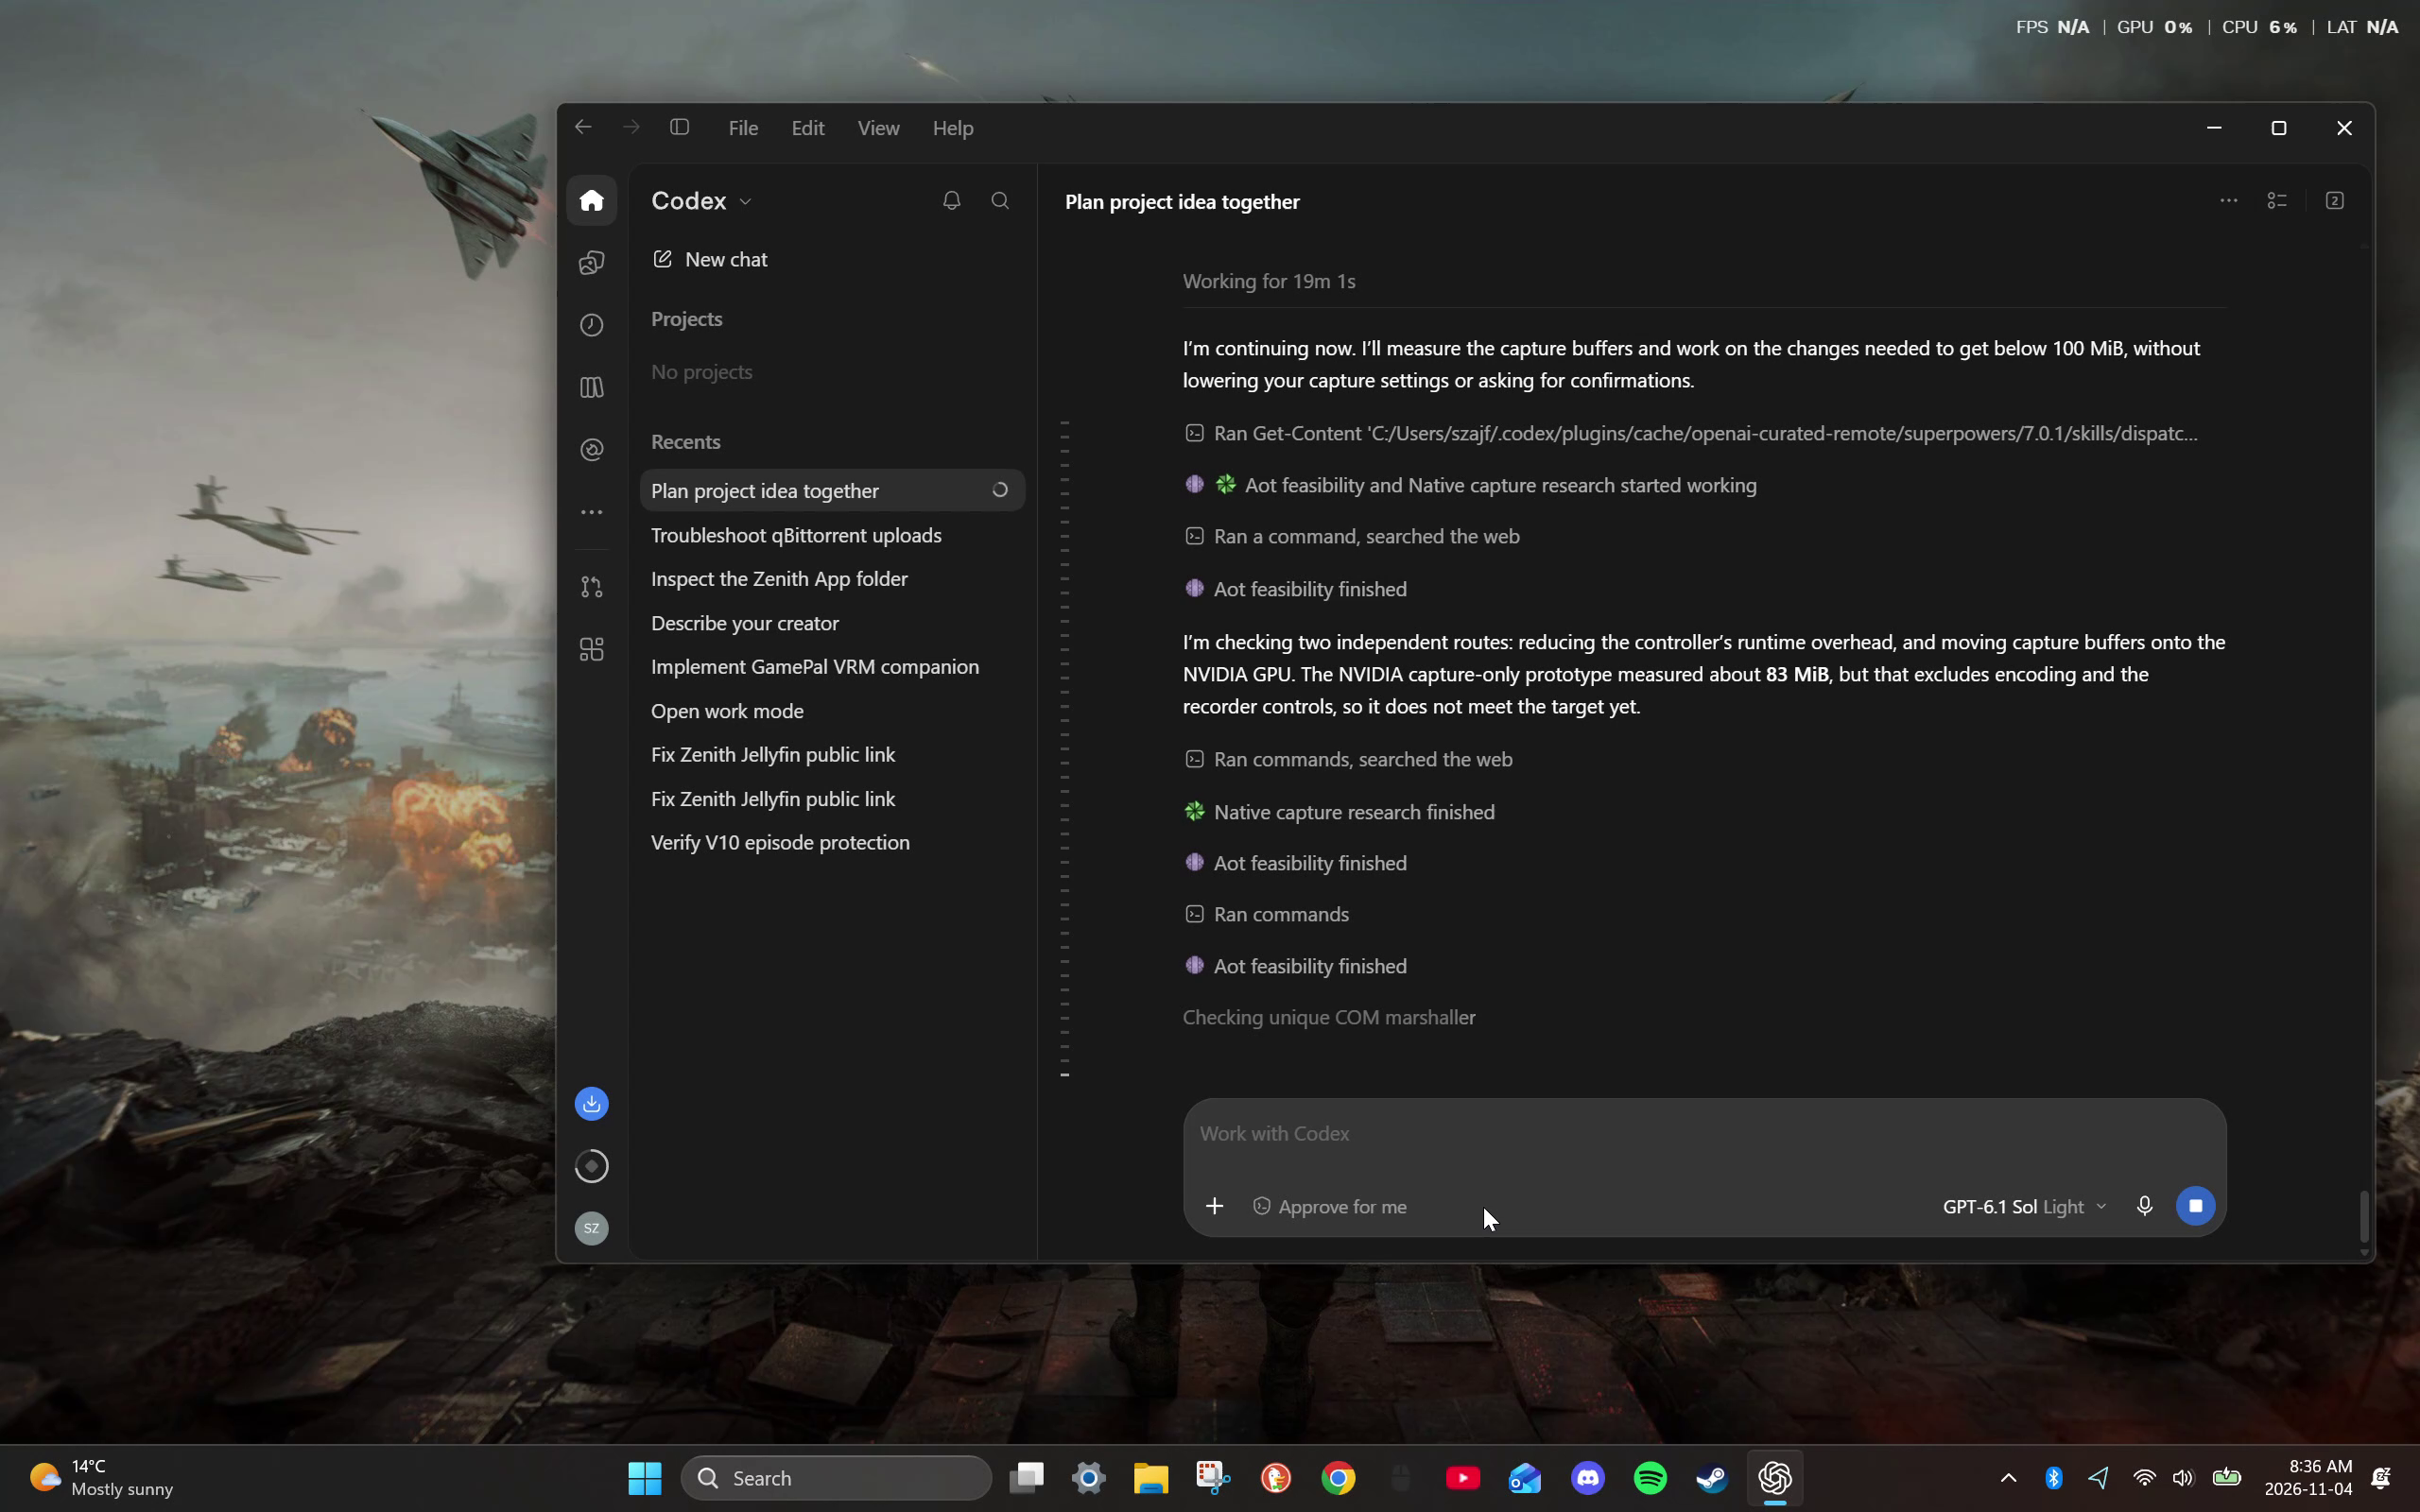 FPS N/A | GPU 0% | CPU 6% | LAT N/A
File Edit View Help
Codex
New chat
Projects
No projects
Recents
Plan project idea together
Troubleshoot qBittorrent uploads
Inspect the Zenith App folder
Describe your creator
Implement GamePal VRM companion
Open work mode
Fix Zenith Jellyfin public link
Fix Zenith Jellyfin public link
Verify V10 episode protection
SZ
Plan project idea together
2
Working for 19m 1s
I'm continuing now. I'll measure the capture buffers and work on the changes needed to get below 100 MiB, without
lowering your capture settings or asking for confirmations.
Ran Get-Content 'C:/Users/szajf/.codex/plugins/cache/openai-curated-remote/superpowers/7.0.1/skills/dispatc...
Aot feasibility and Native capture research started working
Ran a command, searched the web
Aot feasibility finished
I'm checking two independent routes: reducing the controller's runtime overhead, and moving capture buffers onto the
NVIDIA GPU. The NVIDIA capture-only prototype measured about 83 MiB, but that excludes encoding and the
recorder controls, so it does not meet the target yet.
Ran commands, searched the web
Native capture research finished
Aot feasibility finished
Ran commands
Aot feasibility finished
Checking unique COM marshaller
Work with Codex
Approve for me
GPT-6.1 Sol Light
14°C
Mostly sunny
Search
8:36 AM
2026-11-04